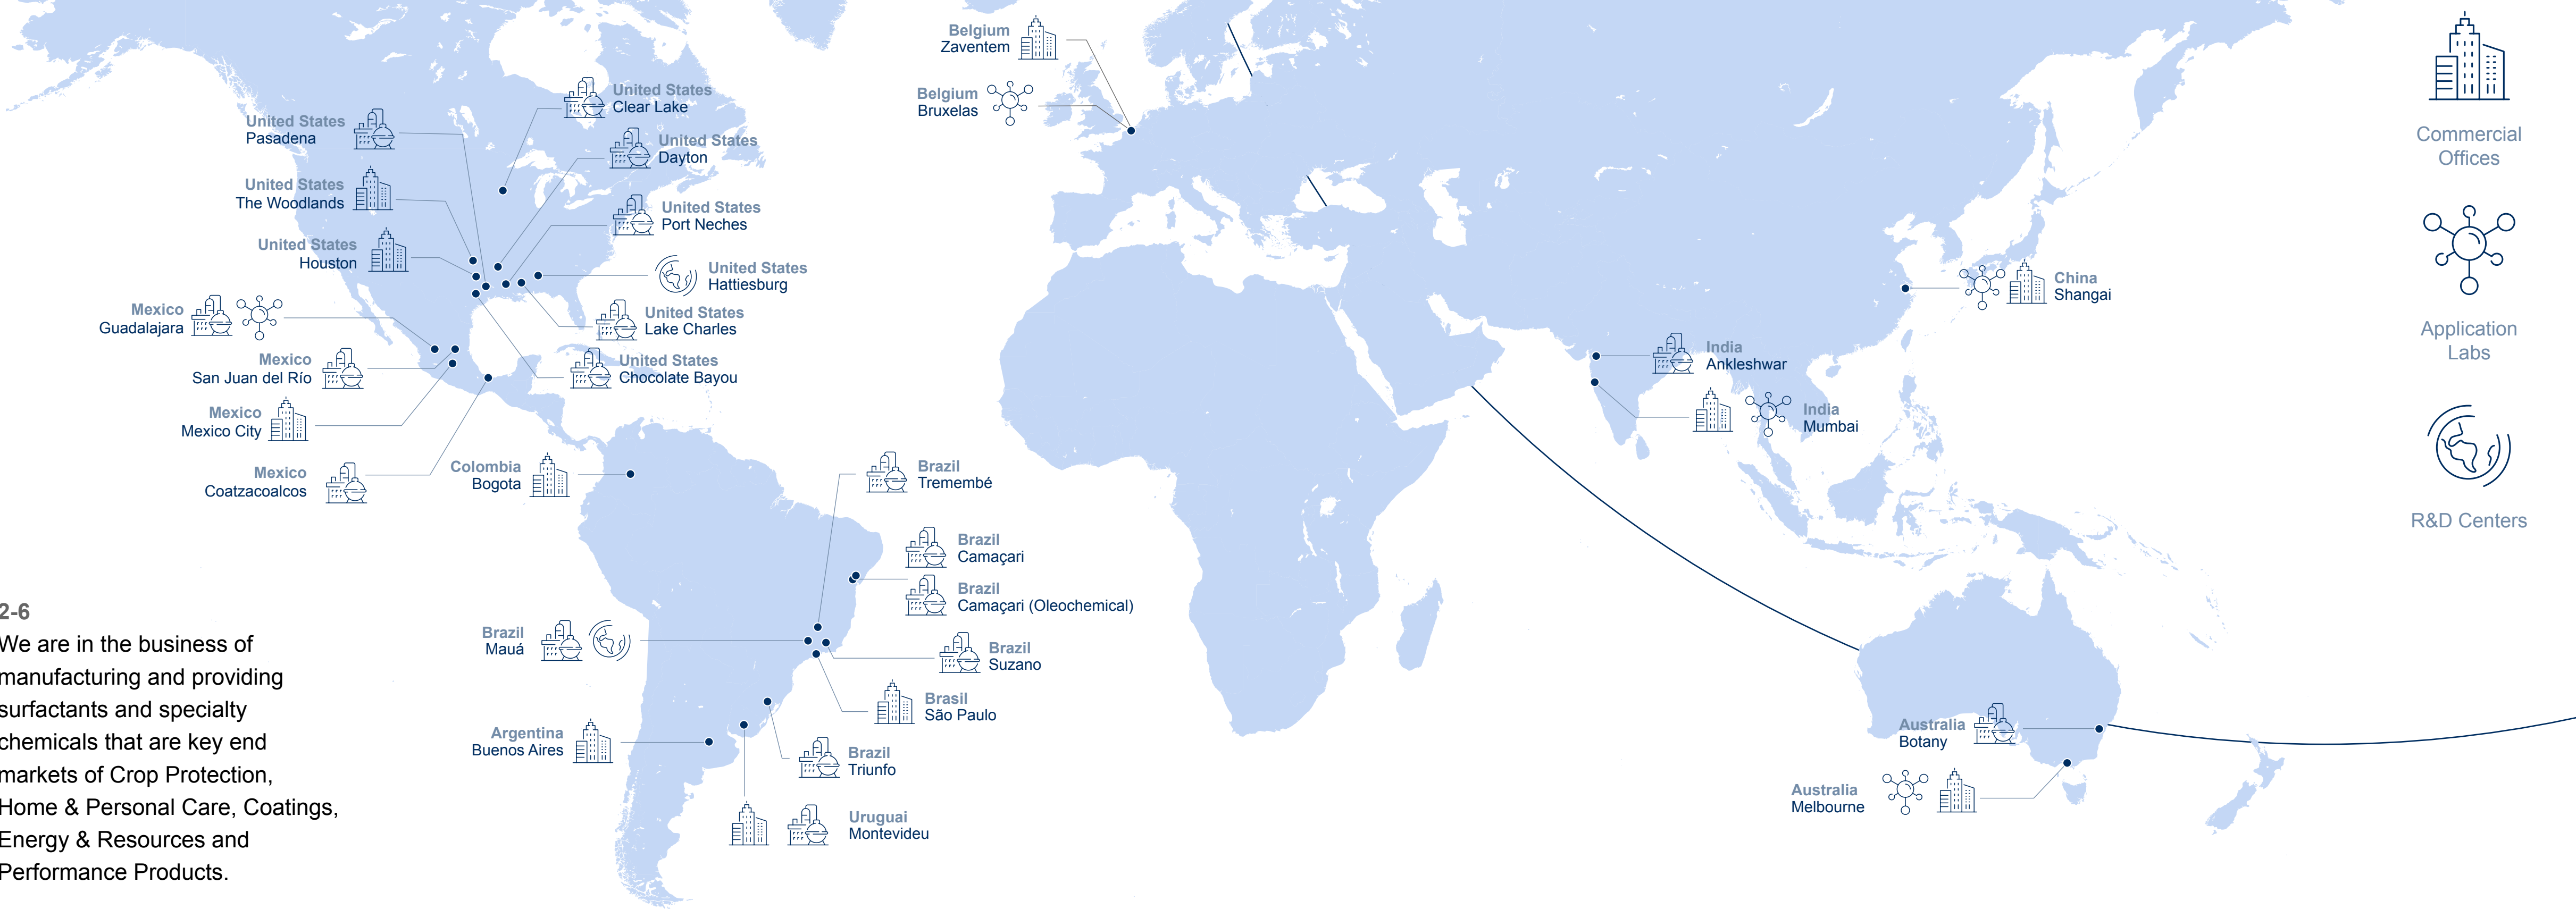 Belgium
Zaventem
Belgium
Bruxelas
United States
Clear Lake
United States
Pasadena
United States
Dayton
United States
The Woodlands
United States
Port Neches
United States
Houston
United States
Hattiesburg
Mexico
Guadalajara
United States
Lake Charles
Mexico
San Juan del Río
United States
Chocolate Bayou
Mexico
Mexico City
Mexico
Coatzacoalcos
Colombia
Bogota
Brazil
Tremembé
Brazil
Camaçari
Brazil
Camaçari (Oleochemical)
Brazil
Mauá
Brazil
Suzano
Brasil
São Paulo
Argentina
Buenos Aires
Brazil
Triunfo
Uruguai
Montevideu
China
Shangai
India
Ankleshwar
India
Mumbai
Australia
Botany
Australia
Melbourne
Commercial
Offices
Application
Labs
R&D Centers
2-6
We are in the business of
manufacturing and providing
surfactants and specialty
chemicals that are key end
markets of Crop Protection,
Home & Personal Care, Coatings,
Energy & Resources and
Performance Products.